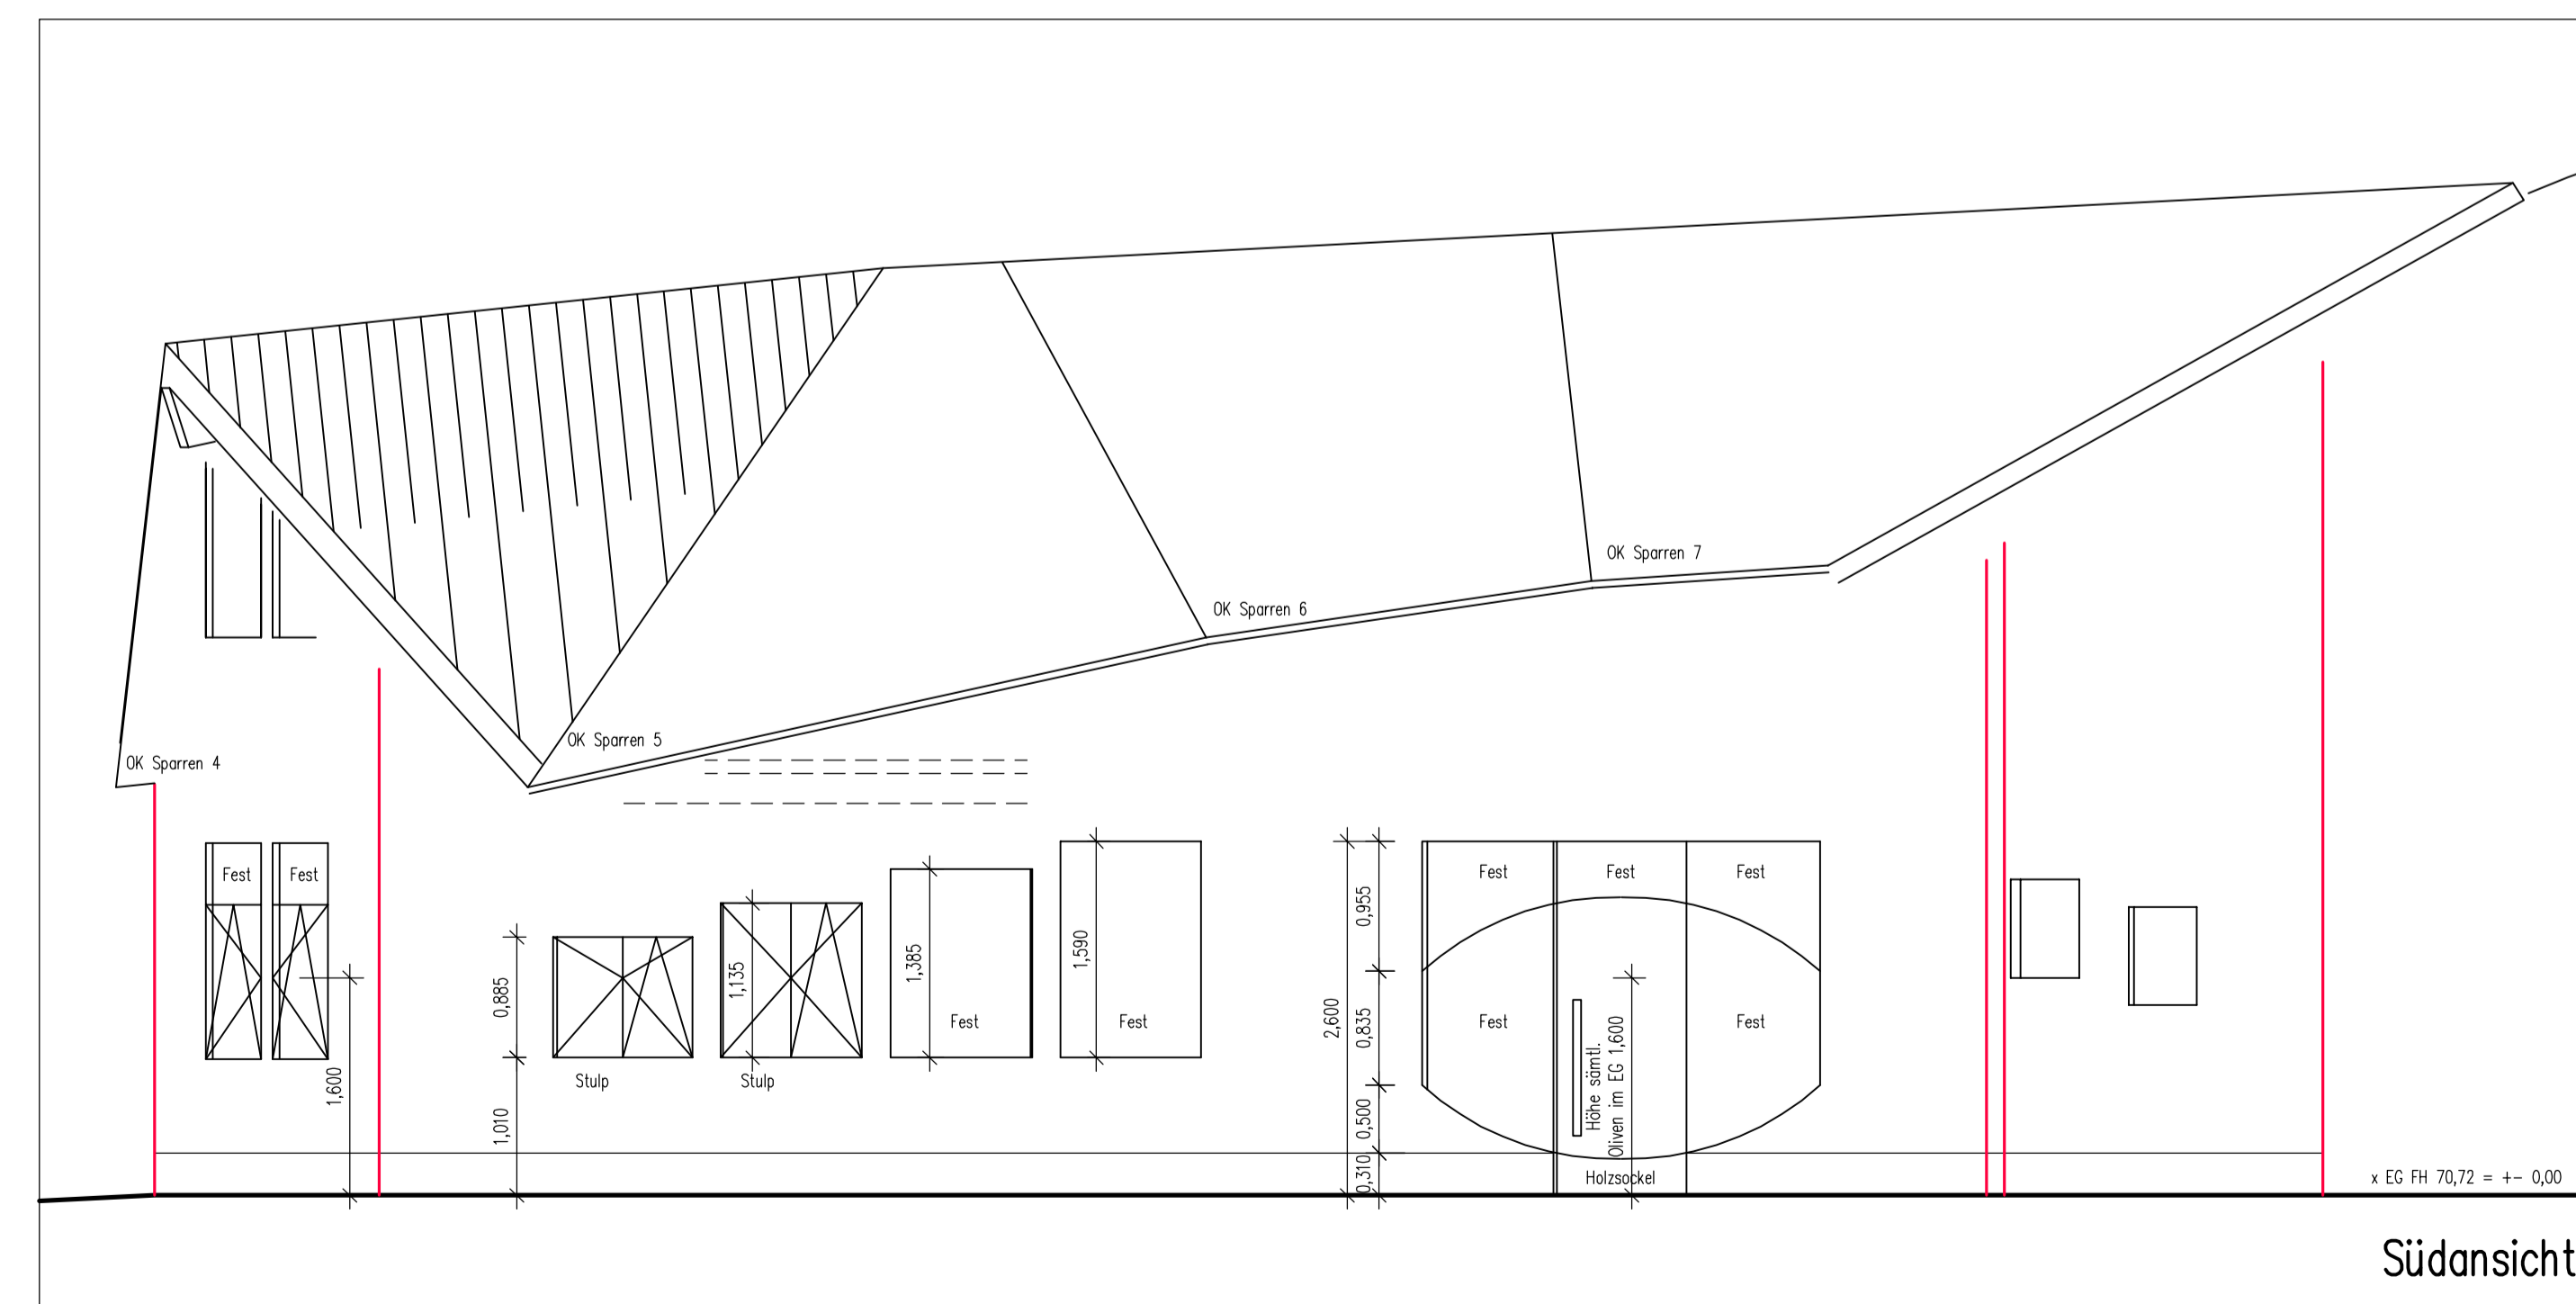 OK Sparren 7
OK Sparren 6
OK Sparren 5
OK Sparren 4
Fest
Fest
1,600
0,885
1,010
Stulp
1,135
Stulp
1,385
Fest
1,590
Fest
2,600
0,955
0,835
0,500
0,310
Fest
Fest
Fest
Fest
Fest
Höhe sämtl.
Oliven im EG 1,600
Holzsockel
x EG FH 70,72 = +- 0,00
Südansicht